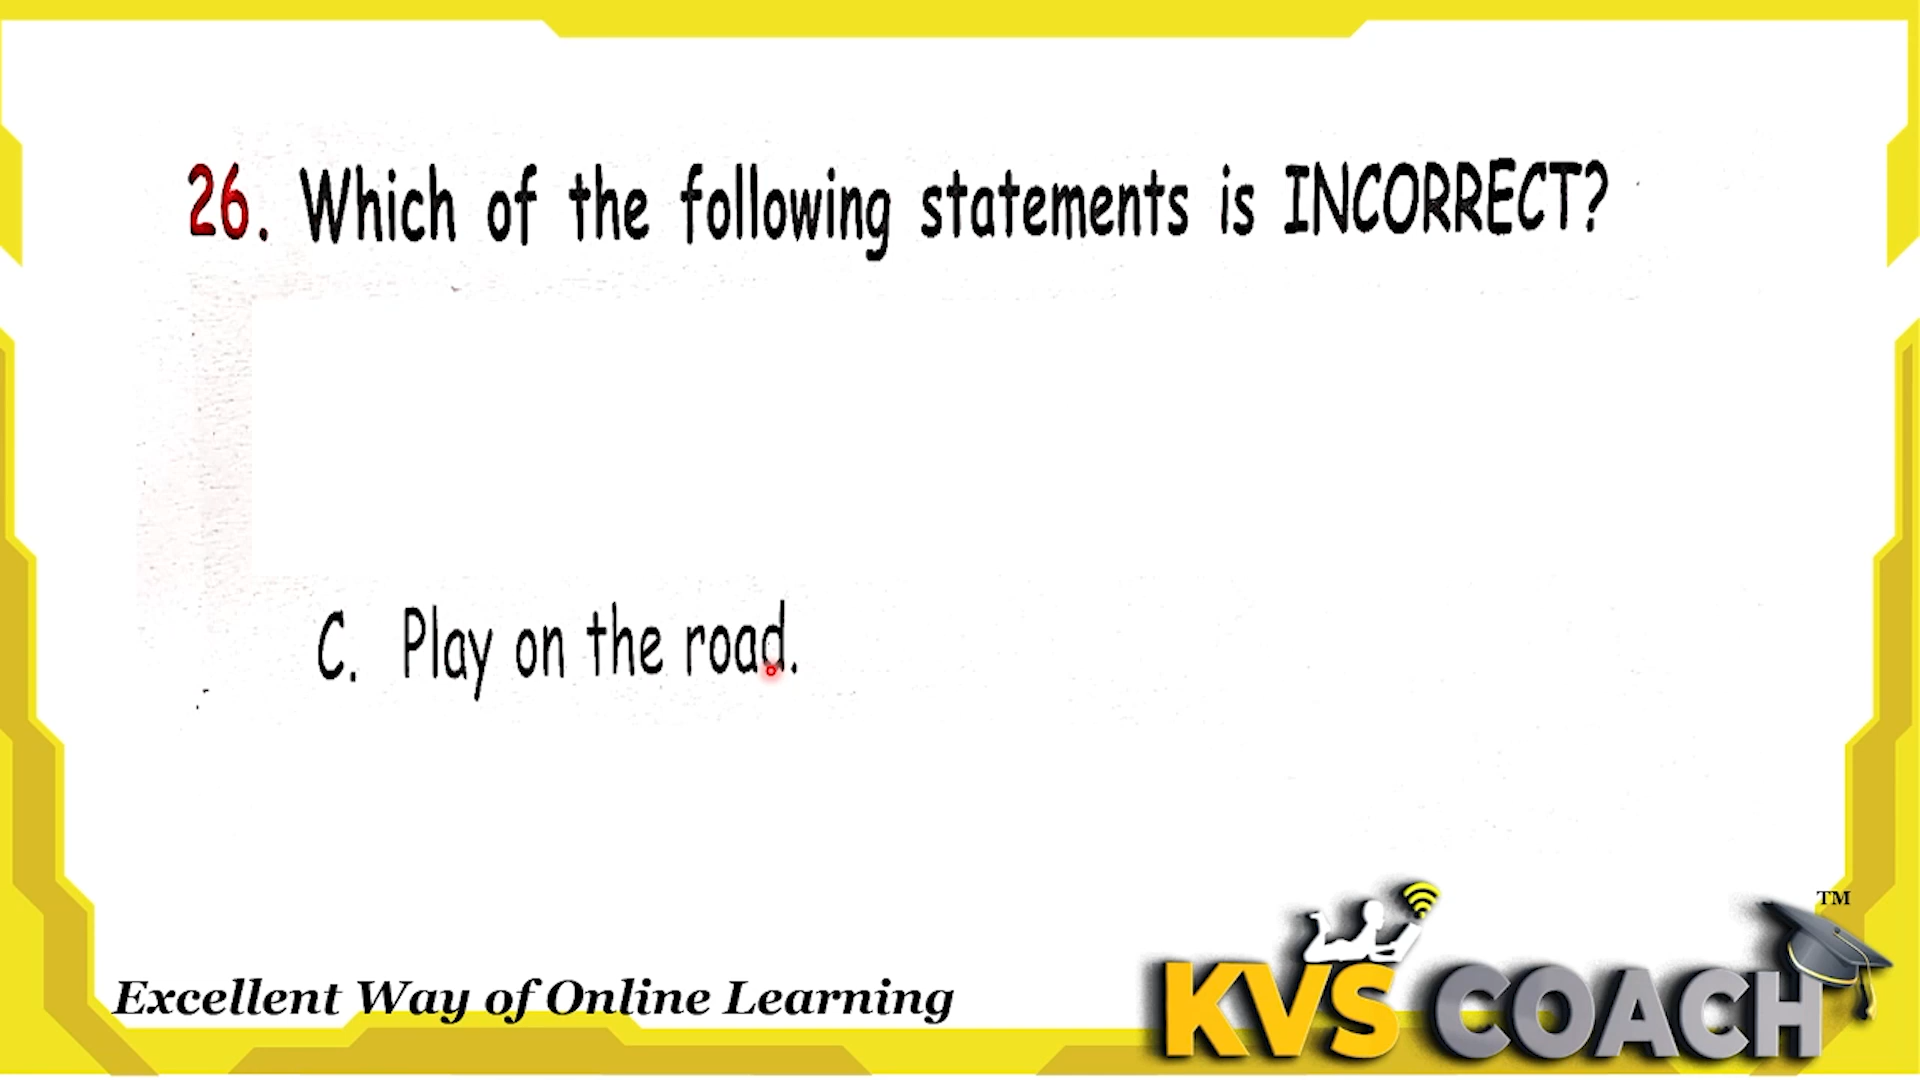 26. Which of the following statements is INCORRECT?
C. Play on the road.
Excellent Way of Online Learning
KVS COACH
TM